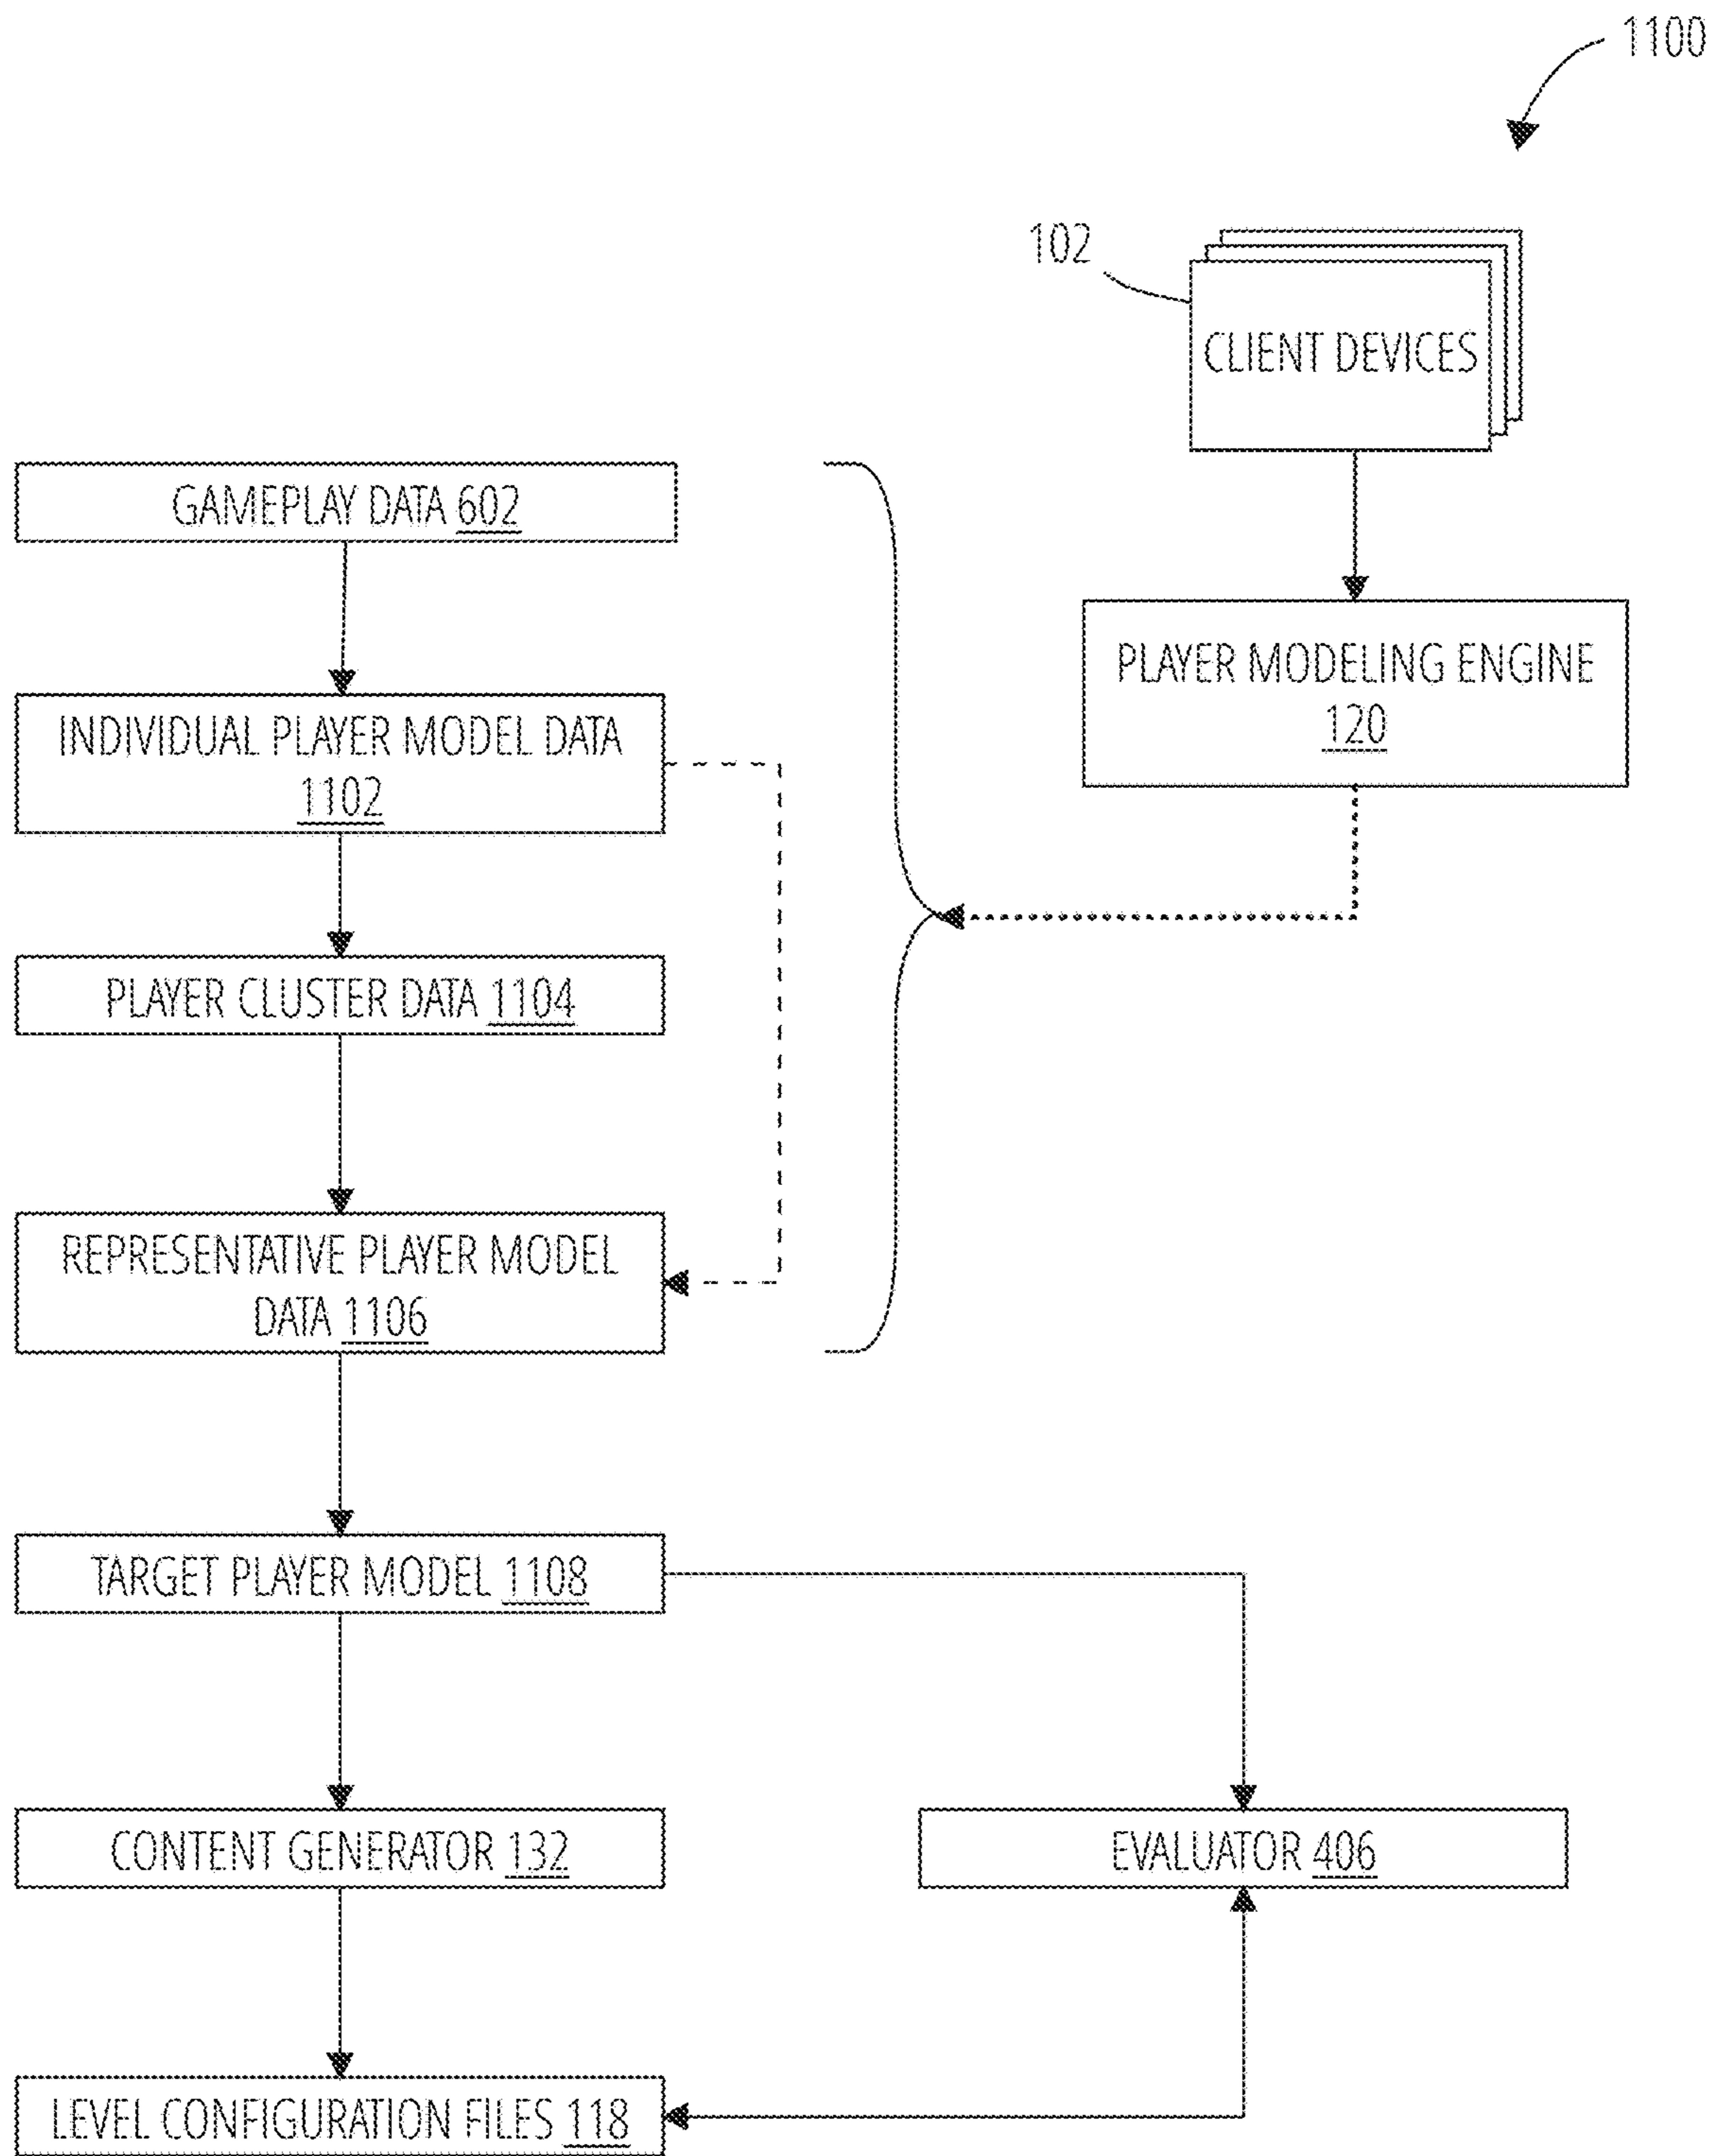 1100
102
CLIENT DEVICES
GAMEPLAY DATA 602
PLAYER MODELING ENGINE
120
INDIVIDUAL PLAYER MODEL DATA
1102
PLAYER CLUSTER DATA 1104
REPRESENTATIVE PLAYER MODEL
DATA 1106
TARGET PLAYER MODEL 1108
CONTENT GENERATOR 132
EVALUATOR 406
LEVEL CONFIGURATION FILES 118